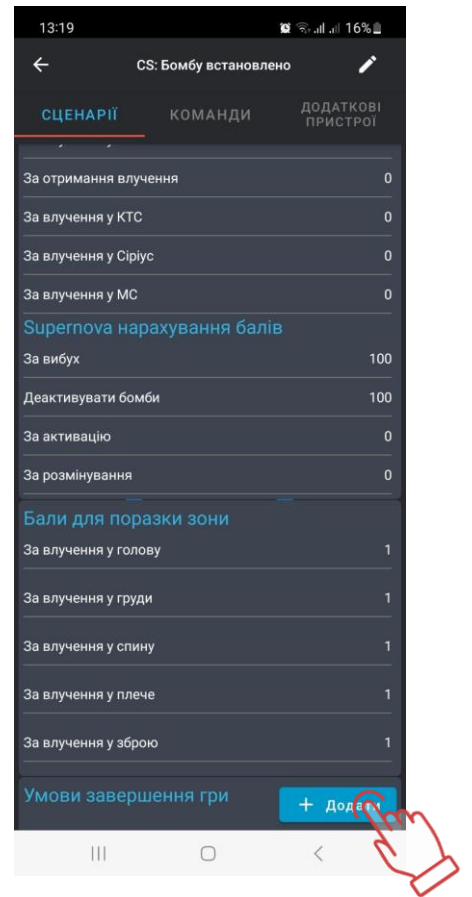 13:19 16%
CS: Бомбу встановлено
СЦЕНАРІЇ КОМАНДИ ДОДАТКОВІ ПРИСТРОЇ
За отримання влучення 0
За влучення у КТС 0
За влучення у Сіріус 0
За влучення у МС 0
Supernova нарахування балів
За вибух 100
Деактивувати бомби 100
За активацію 0
За розмінування 0
Бали для поразки зони
За влучення у голову 1
За влучення у груди 1
За влучення у спину 1
За влучення у плече 1
За влучення у зброю 1
Умови завершення гри
+ Додати